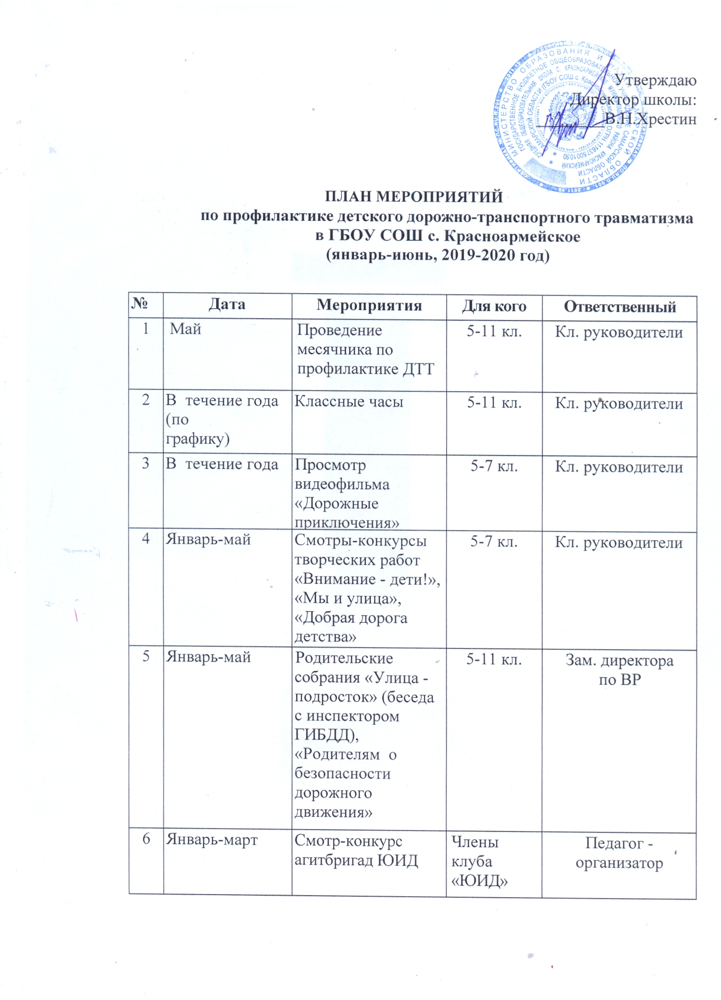 Утверждаю
Директор школы:
В.Н.Хрестин
МИНИСТЕРСТВО ОБРАЗОВАНИЯ И НАУКИ САМАРСКОЙ ОБЛАСТИ
ГОСУДАРСТВЕННОЕ БЮДЖЕТНОЕ ОБЩЕОБРАЗОВАТЕЛЬНОЕ УЧРЕЖДЕНИЕ САМАРСКОЙ ОБЛАСТИ
СРЕДНЯЯ ОБЩЕОБРАЗОВАТЕЛЬНАЯ ШКОЛА С. КРАСНОАРМЕЙСКОЕ МУНИЦИПАЛЬНОГО РАЙОНА КРАСНОАРМЕЙСКИЙ
САМАРСКОЙ ОБЛАСТИ (ГБОУ СОШ с. Красноармейское) ОГРН 1116375001050
ПЛАН МЕРОПРИЯТИЙ
по профилактике детского дорожно-транспортного травматизма
в ГБОУ СОШ с. Красноармейское
(январь-июнь, 2019-2020 год)
№ Дата Мероприятия Для кого Ответственный
1 Май Проведение 5-11 кл. Кл. руководители
месячника по
профилактике ДТТ
2 В течение года Классные часы 5-11 кл. Кл. руководители
(по
графику)
3 В течение года Просмотр 5-7 кл. Кл. руководители
видеофильма
«Дорожные
приключения»
4 Январь-май Смотры-конкурсы 5-7 кл. Кл. руководители
творческих работ
«Внимание - дети!»,
«Мы и улица»,
«Добрая дорога
детства»
5 Январь-май Родительские 5-11 кл. Зам. директора
собрания «Улица - по ВР
подросток» (беседа
с инспектором
ГИБДД),
«Родителям о
безопасности
дорожного
движения»
6 Январь-март Смотр-конкурс Члены Педагог -
агитбригад ЮИД клуба организатор
«ЮИД»